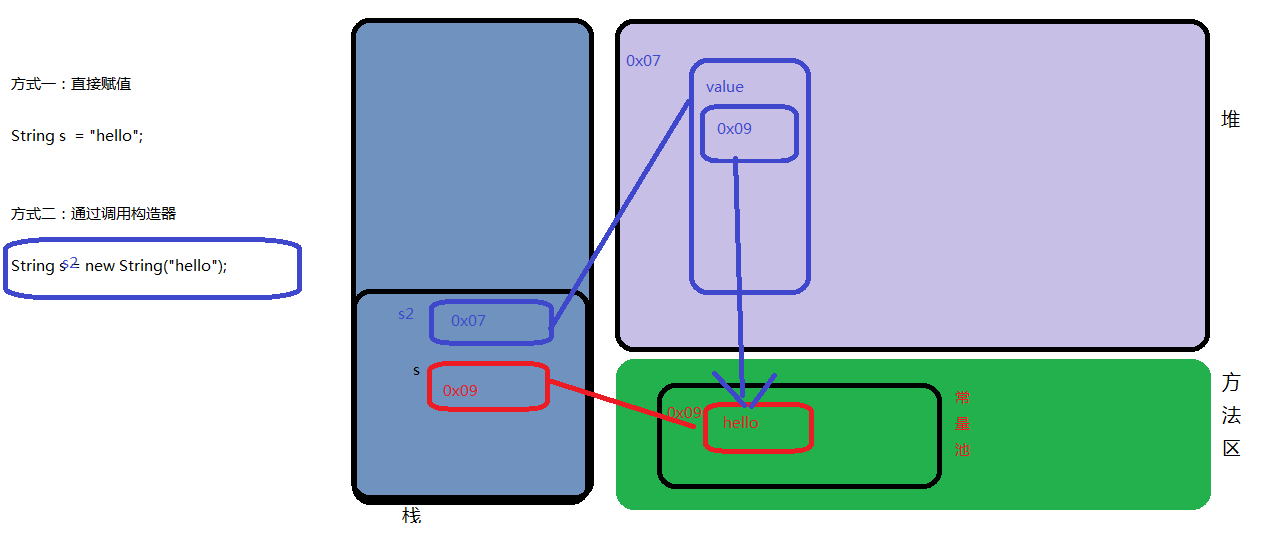 方式一：直接赋值
String s = "hello";
方式二：通过调用构造器
String s = new String("hello");
s2
栈
s2
0x07
s
0x09
0x07
value
0x09
堆
0x09
hello
常
量
池
方
法
区